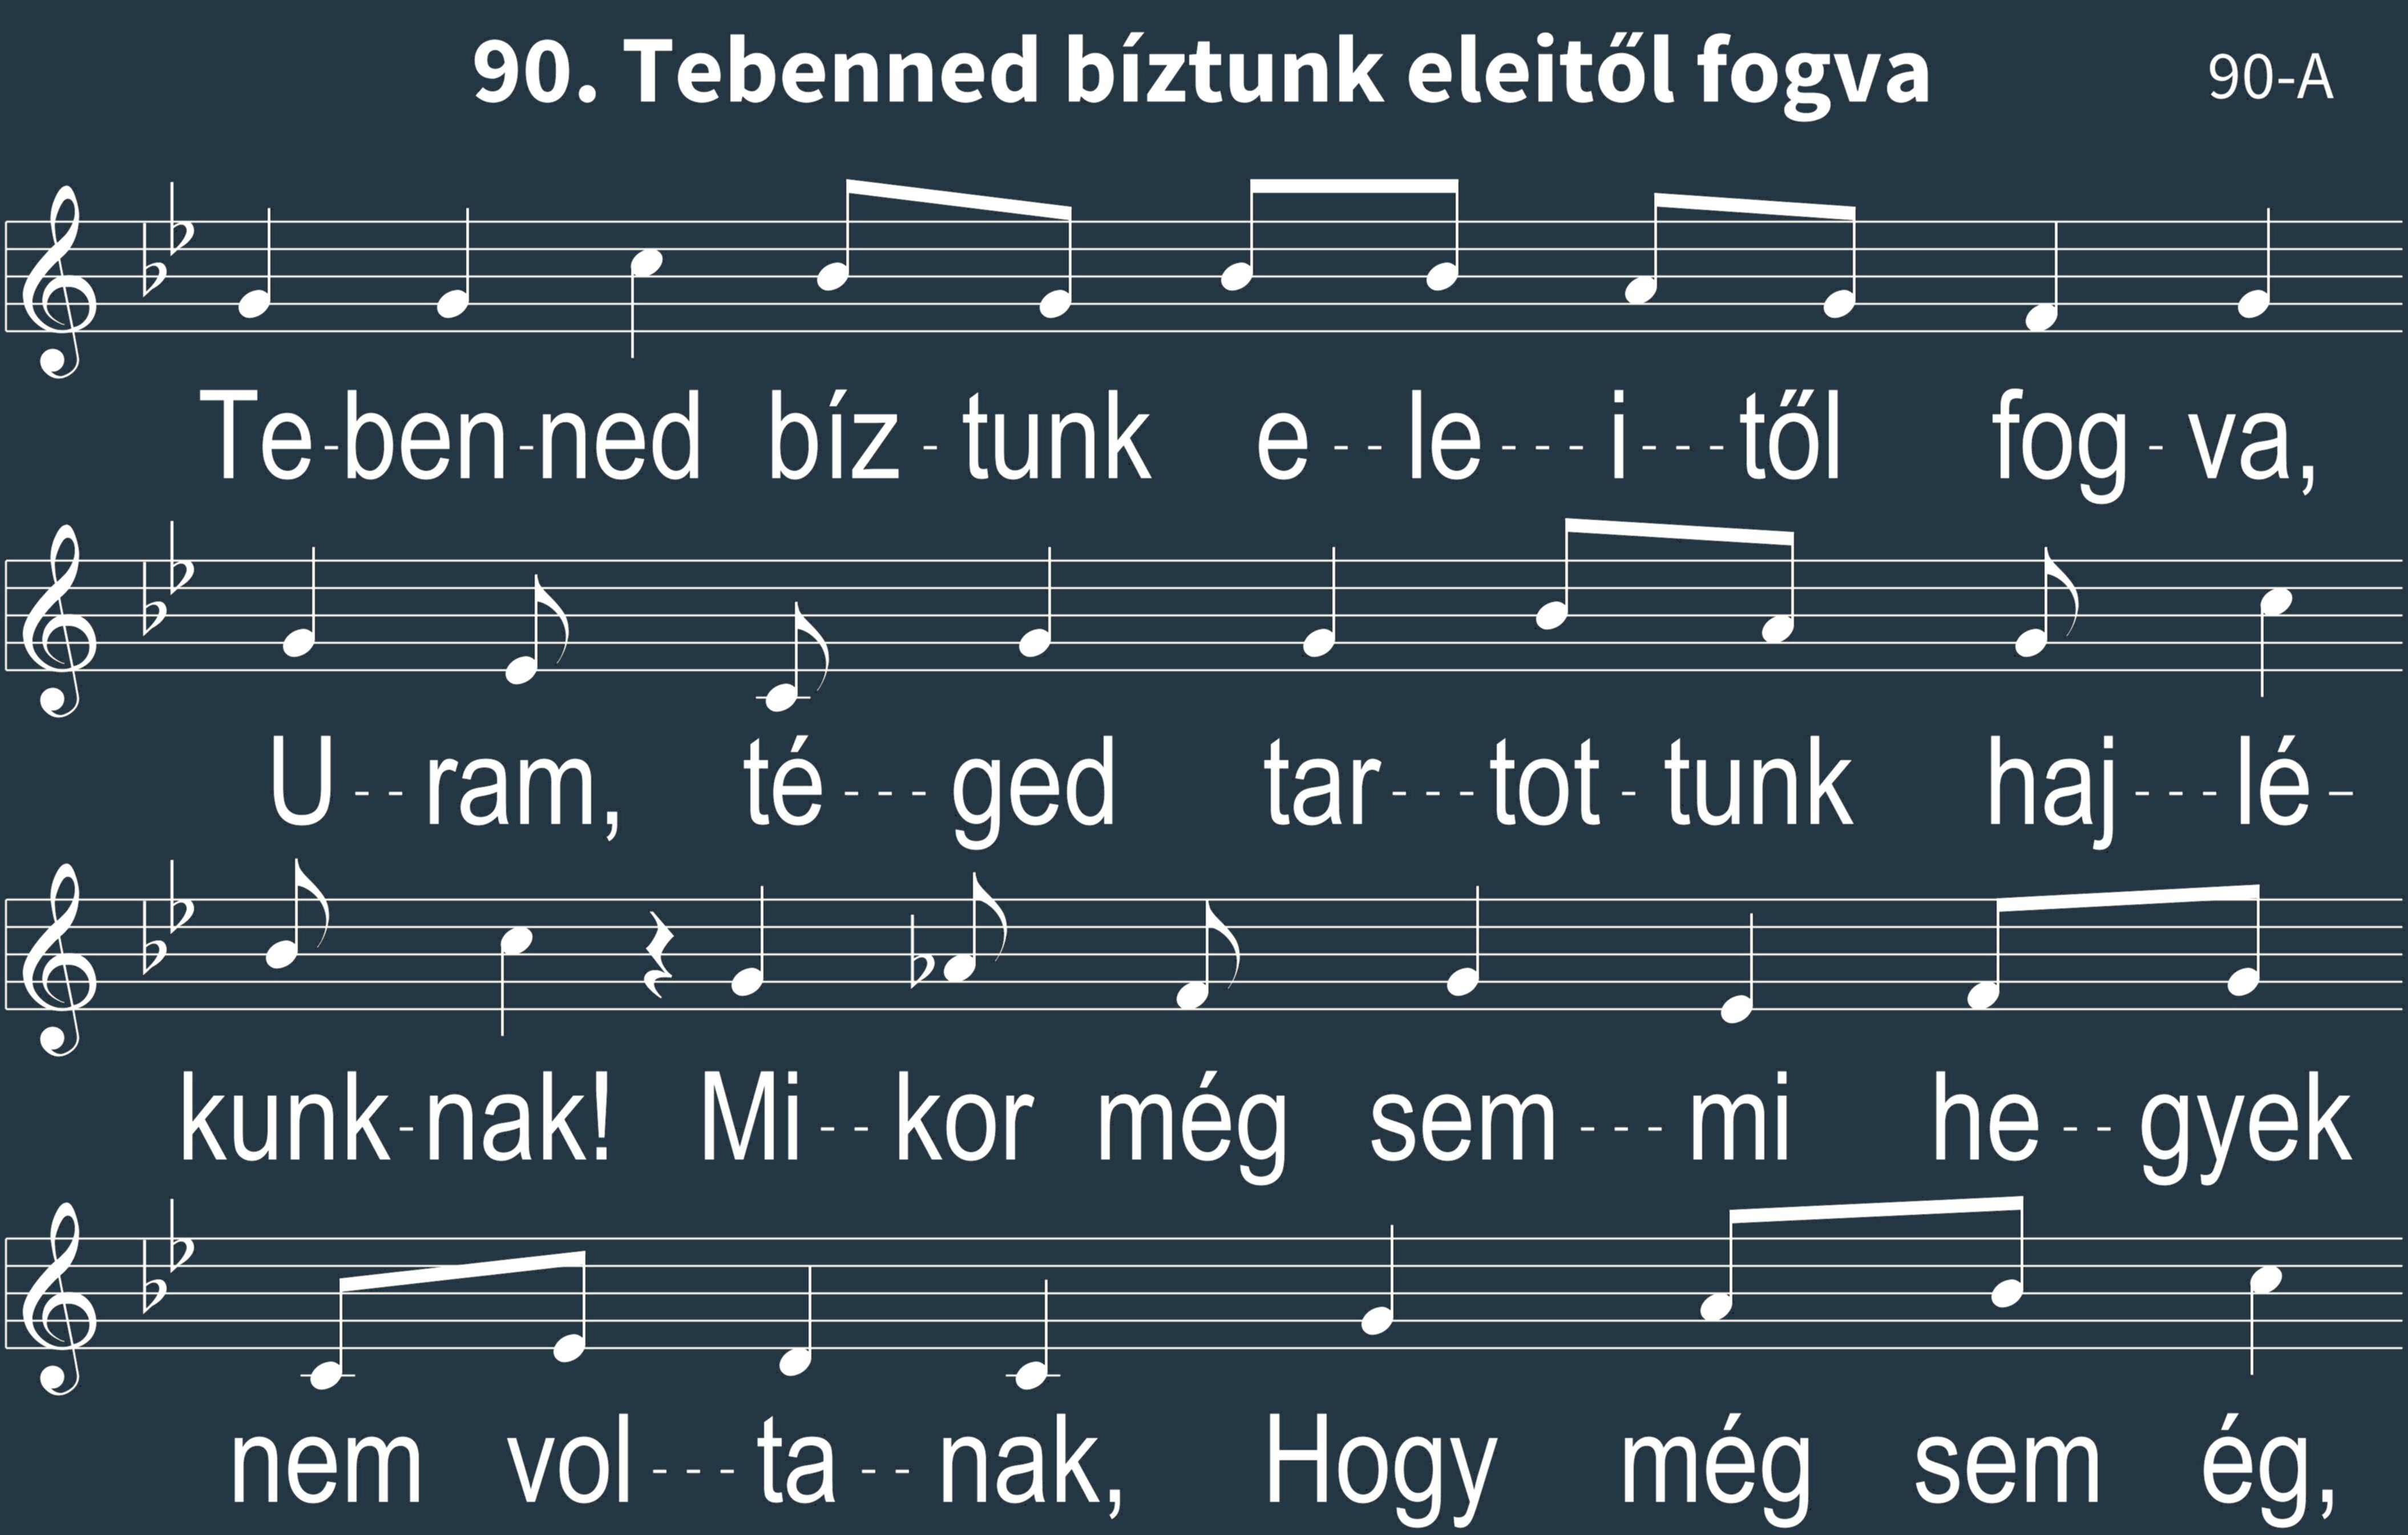 90. Tebenned bíztunk eleitől fogva 90-A
Te-ben-ned bíz-tunk e--le---i---től fog-va,
U--ram, té---ged tar---tot-tunk haj---lé-
kunk-nak! Mi--kor még sem---mi he--gyek
nem vol---ta--nak, Hogy még sem ég,